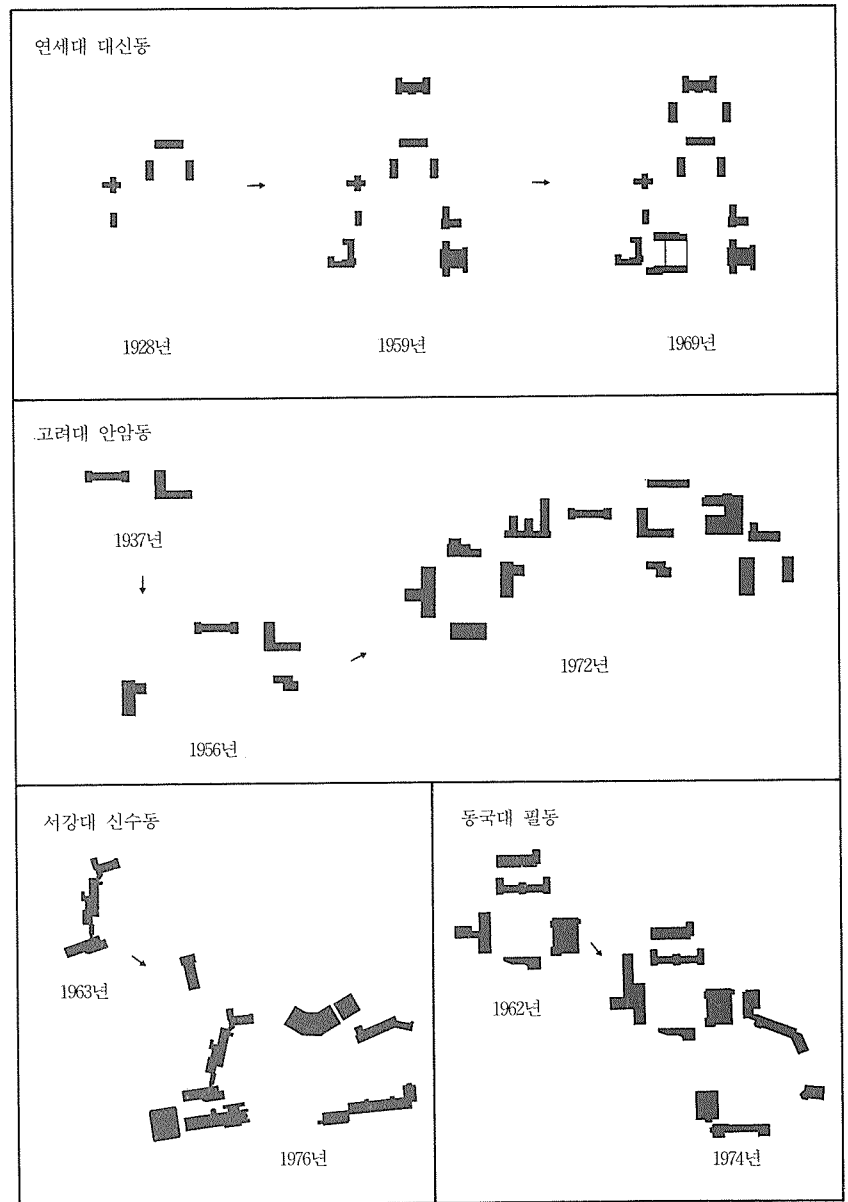 연세대 대신동
1928년
1959년
1969년
고려대 안암동
1937년
1956년
1972년
서강대 신수동
1963년
1976년
동국대 필동
1962년
1974년